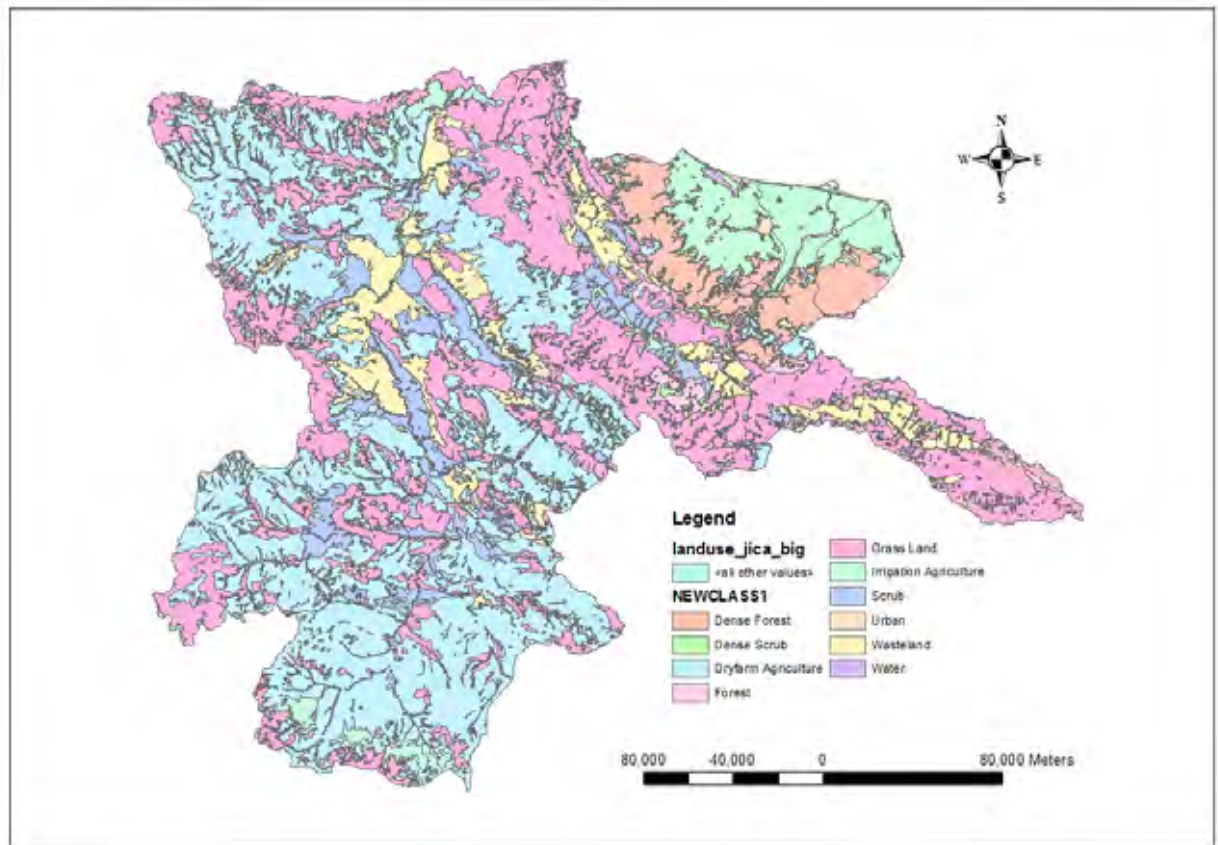 N
W E
S
Legend
landuse_jica_big
<all other values>
NEWCLASS1
Dense Forest
Dense Scrub
Dryfarm Agriculture
Forest
Grass Land
Irrigation Agriculture
Scrub
Urban
Wasteland
Water
80,000 40,000 0 80,000 Meters